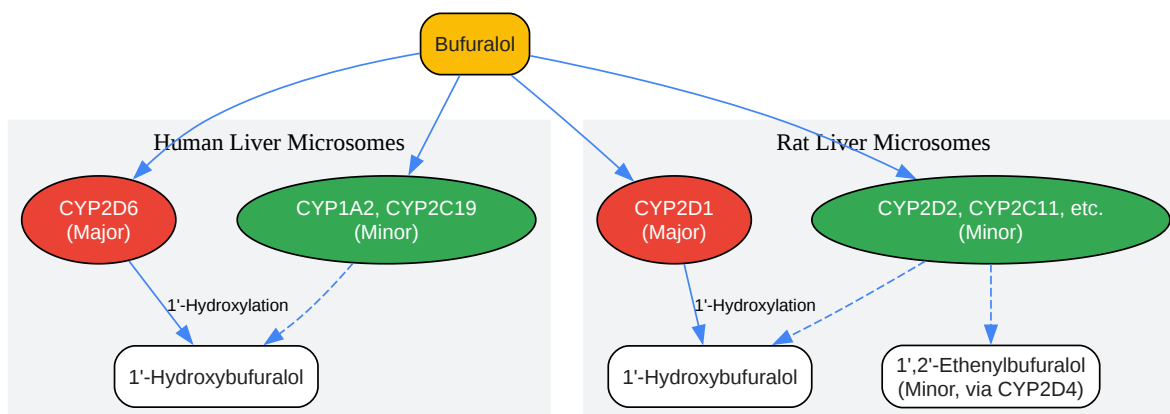 Bufuralol
Human Liver Microsomes
CYP2D6
(Major)
CYP1A2, CYP2C19
(Minor)
1'-Hydroxylation
1'-Hydroxybufuralol
Rat Liver Microsomes
CYP2D1
(Major)
CYP2D2, CYP2C11, etc.
(Minor)
1'-Hydroxylation
1'-Hydroxybufuralol
1',2'-Ethenylbufuralol
(Minor, via CYP2D4)